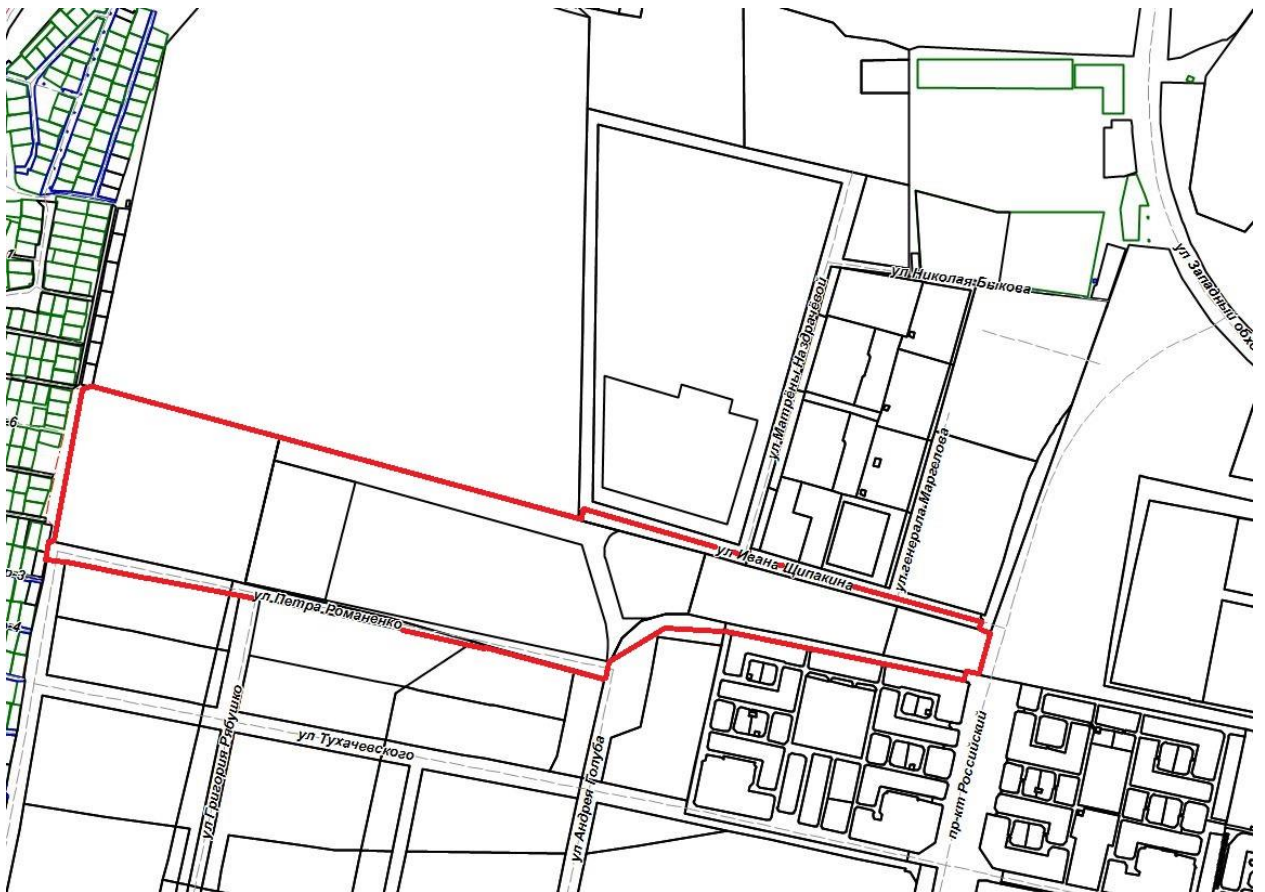 ул Западный обхо
ул Николая Быкова
ул Матрёны Наздрачёвой
ул генерала Маргелова
ул Ивана Щипакина
ул Петра Романенко
ул Григория Рябушко
ул Тухачевского
ул Андрея Голуба
пр-кт Российский